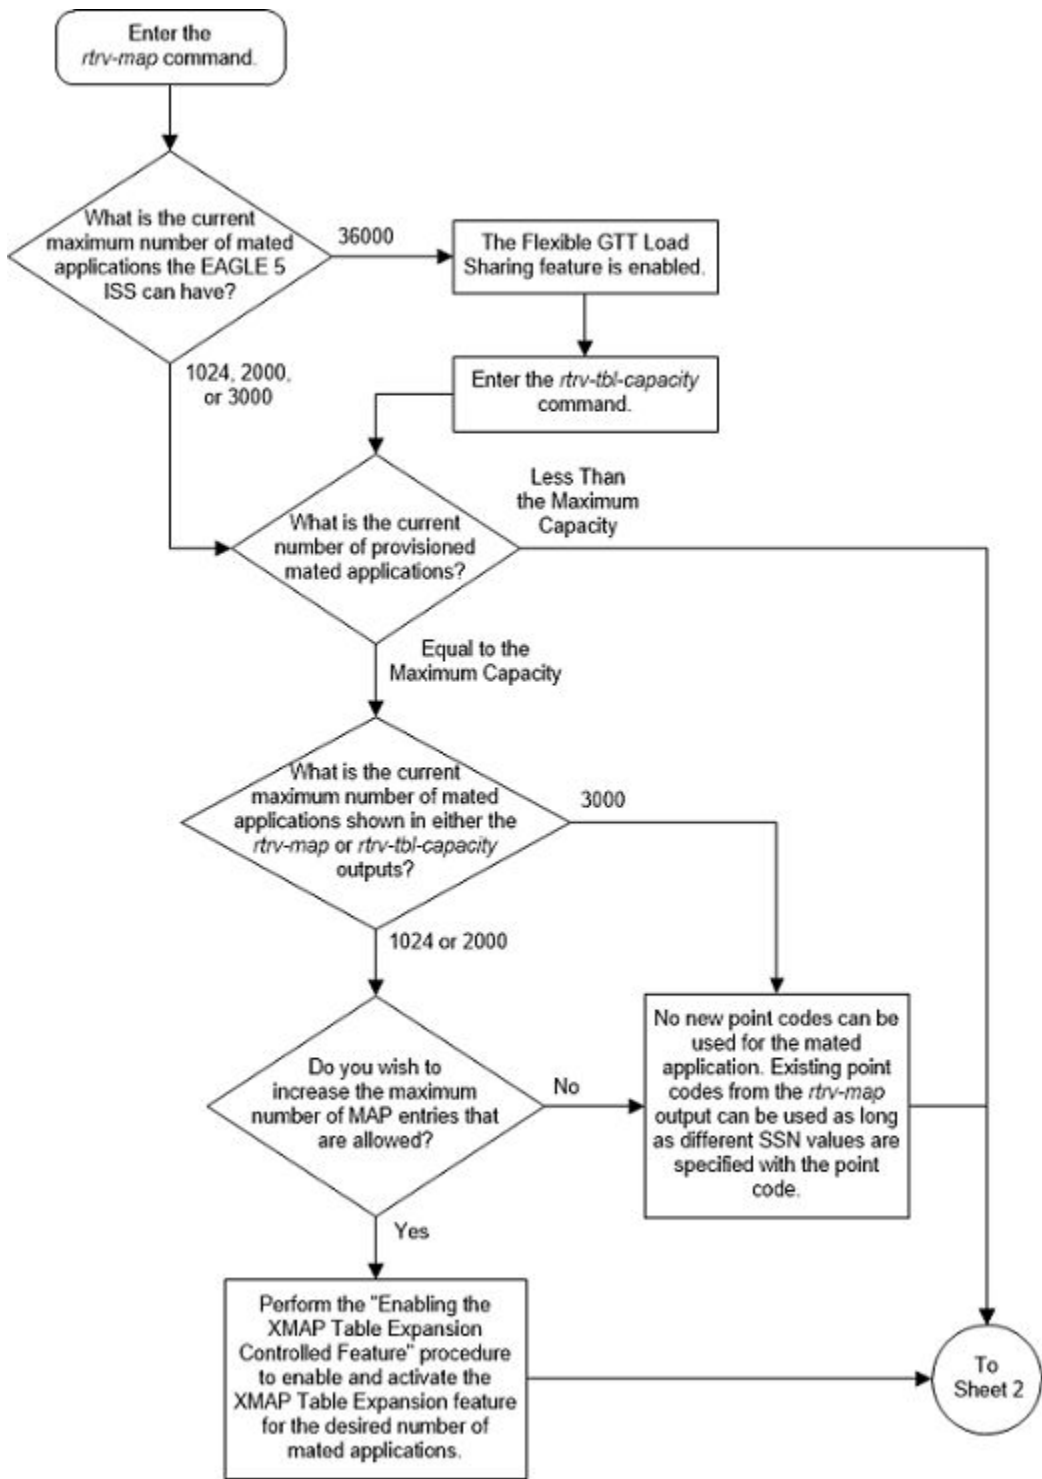 Enter the
rtrv-map command.
What is the current
maximum number of mated
applications the EAGLE 5
ISS can have?
36000
The Flexible GTT Load
Sharing feature is enabled.
1024, 2000,
or 3000
Enter the rtrv-tbl-capacity
command.
Less Than
the Maximum
Capacity
What is the current
number of provisioned
mated applications?
Equal to the
Maximum Capacity
What is the current
maximum number of mated
applications shown in either the
rtrv-map or rtrv-tbl-capacity
outputs?
3000
1024 or 2000
No new point codes can be
used for the mated
application. Existing point
codes from the rtrv-map
output can be used as long
as different SSN values are
specified with the point
code.
Do you wish to
increase the maximum
number of MAP entries that
are allowed?
No
Yes
Perform the "Enabling the
XMAP Table Expansion
Controlled Feature" procedure
to enable and activate the
XMAP Table Expansion feature
for the desired number of
mated applications.
To
Sheet 2